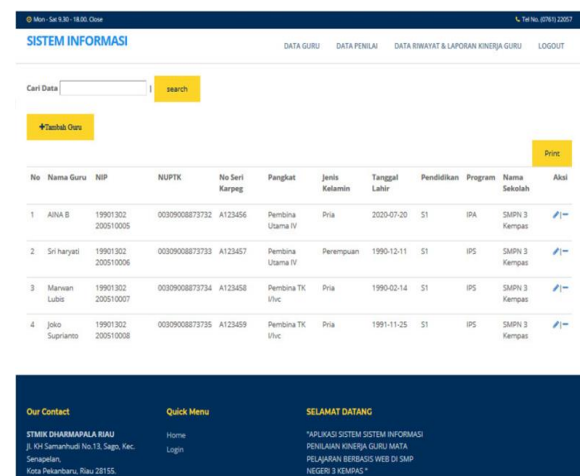 Mon - Sat 9.30 - 18.00. Close
Tel No. (0761) 22057
SISTEM INFORMASI
DATA GURU DATA PENILAI DATA RIWAYAT & LAPORAN KINERJA GURU LOGOUT
Cari Data | search
+Tambah Guru
Print
No Nama Guru NIP NUPTK No Seri Karpeg Pangkat Jenis Kelamin Tanggal Lahir Pendidikan Program Nama Sekolah Aksi
1 AINA B 19901302 200510005 00309008873732 A123456 Pembina Utama IV Pria 2020-07-20 S1 IPA SMPN 3 Kempas
2 Sri haryati 19901302 200510006 00309008873733 A123457 Pembina Utama IV Perempuan 1990-12-11 S1 IPS SMPN 3 Kempas
3 Marwan Lubis 19901302 200510007 00309008873734 A123458 Pembina TK I/Ivc Pria 1990-02-14 S1 IPS SMPN 3 Kempas
4 Joko Suprianto 19901302 200510008 00309008873735 A123459 Pembina TK I/Ivc Pria 1991-11-25 S1 IPS SMPN 3 Kempas
Our Contact
STMIK DHARMAPALA RIAU
Jl. KH Samanhudi No.13, Sago, Kec.
Senapelan,
Kota Pekanbaru, Riau 28155.
Quick Menu
Home
Login
SELAMAT DATANG
"APLIKASI SISTEM SISTEM INFORMASI
PENILAIAN KINERJA GURU MATA
PELAJARAN BERBASIS WEB DI SMP
NEGERI 3 KEMPAS "